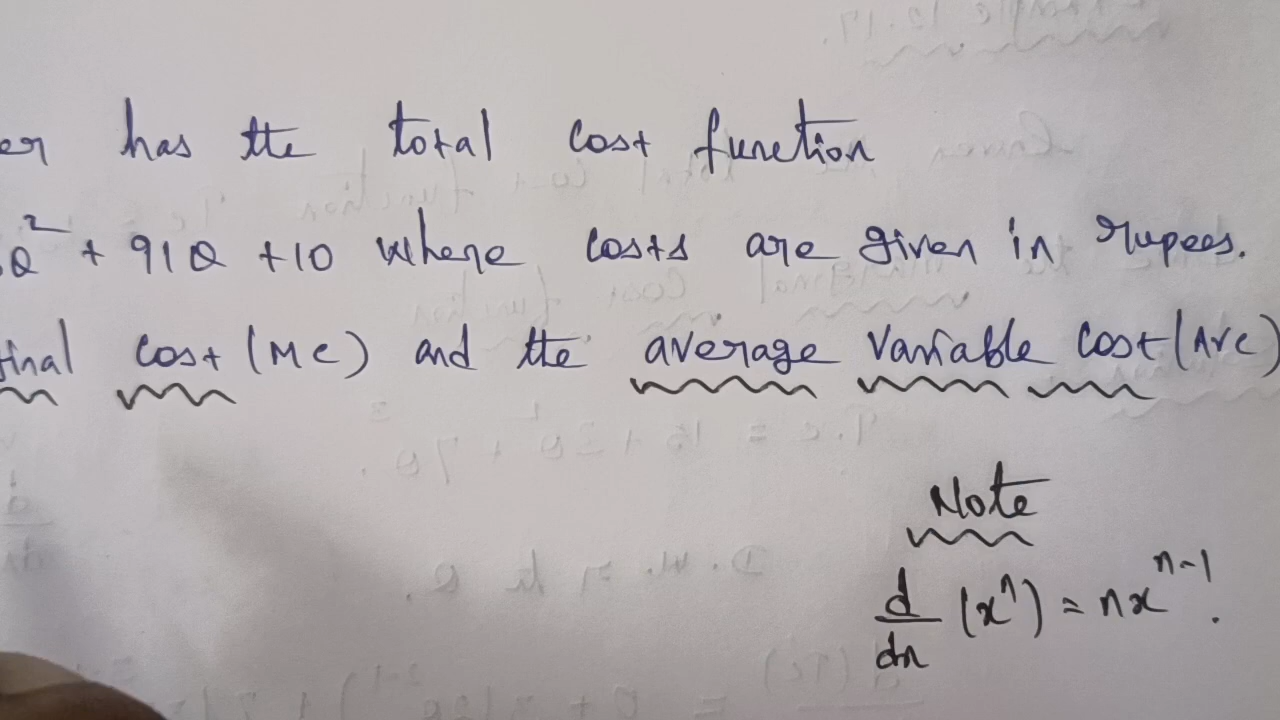 er has the total cost function
Q² + 91Q + 10 where costs are given in rupees.
ginal cost (MC) and the average variable cost (AVC)
Note
d/dx (xⁿ) = nxⁿ⁻¹.